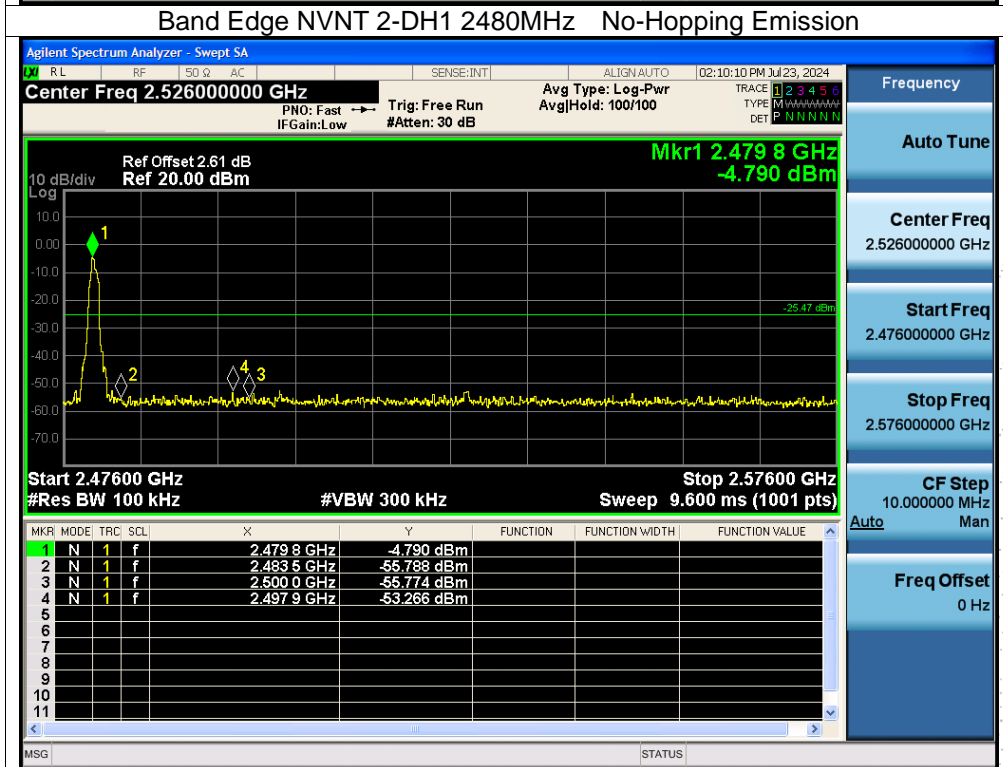 Band Edge NVNT 2-DH1 2480MHz No-Hopping Emission
Agilent Spectrum Analyzer - Swept SA
LXI RL RF 50 Ω AC SENSE:INT ALIGN AUTO 02:10:10 PM Jul 23, 2024
Center Freq 2.526000000 GHz
PNO: Fast
IFGain:Low
Trig: Free Run
#Atten: 30 dB
Avg Type: Log-Pwr
Avg|Hold: 100/100
TRACE 1 2 3 4 5 6
TYPE MWWWWW
DET P N N N N N
Ref Offset 2.61 dB
10 dB/div Ref 20.00 dBm
Log
Mkr1 2.479 8 GHz
-4.790 dBm
10.0
0.00
-10.0
-20.0
-30.0
-40.0
-50.0
-60.0
-70.0
1
2
4
3
-25.47 dBm
Start 2.47600 GHz Stop 2.57600 GHz
#Res BW 100 kHz #VBW 300 kHz Sweep 9.600 ms (1001 pts)
MKR MODE TRC SCL X Y FUNCTION FUNCTION WIDTH FUNCTION VALUE
1 N 1 f 2.479 8 GHz -4.790 dBm
2 N 1 f 2.483 5 GHz -55.788 dBm
3 N 1 f 2.500 0 GHz -55.774 dBm
4 N 1 f 2.497 9 GHz -53.266 dBm
5
6
7
8
9
10
11
MSG STATUS
Frequency
Auto Tune
Center Freq
2.526000000 GHz
Start Freq
2.476000000 GHz
Stop Freq
2.576000000 GHz
CF Step
10.000000 MHz
Auto Man
Freq Offset
0 Hz